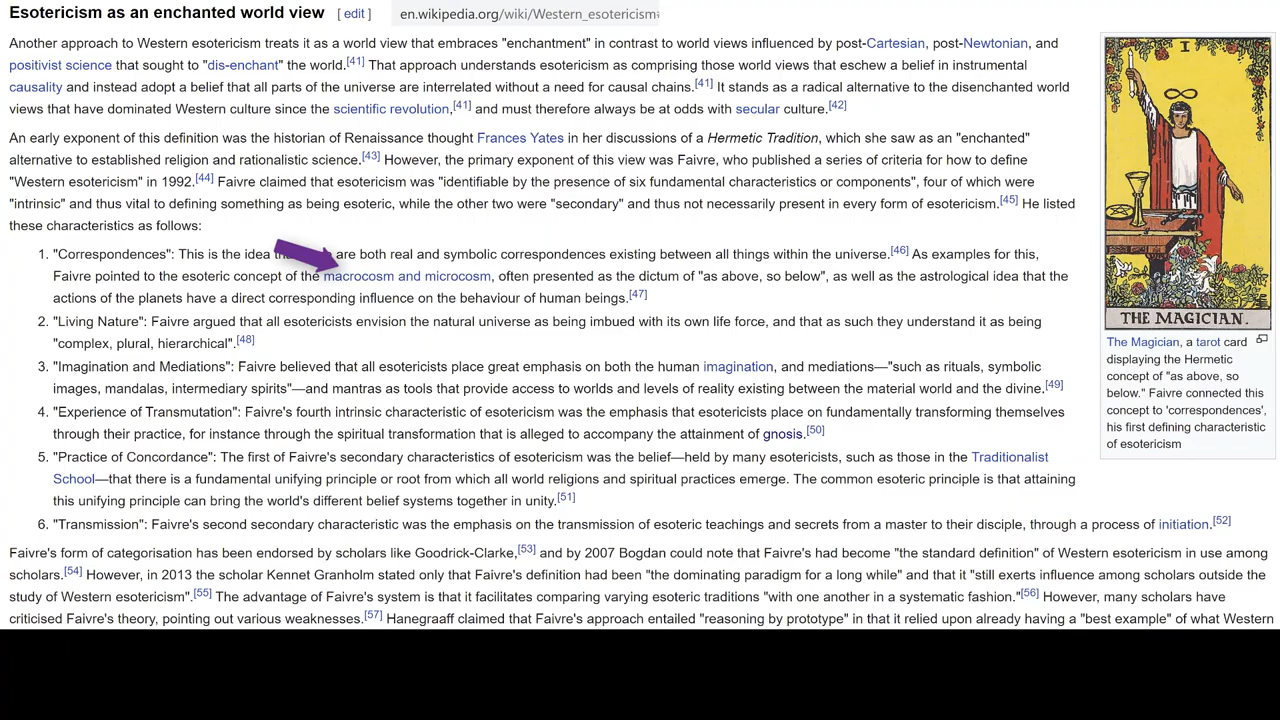 Esotericism as an enchanted world view [ edit ]
en.wikipedia.org/wiki/Western_esotericism
Another approach to Western esotericism treats it as a world view that embraces "enchantment" in contrast to world views influenced by post-Cartesian, post-Newtonian, and
positivist science that sought to "dis-enchant" the world.[41] That approach understands esotericism as comprising those world views that eschew a belief in instrumental
causality and instead adopt a belief that all parts of the universe are interrelated without a need for causal chains.[41] It stands as a radical alternative to the disenchanted world
views that have dominated Western culture since the scientific revolution,[41] and must therefore always be at odds with secular culture.[42]
An early exponent of this definition was the historian of Renaissance thought Frances Yates in her discussions of a Hermetic Tradition, which she saw as an "enchanted"
alternative to established religion and rationalistic science.[43] However, the primary exponent of this view was Faivre, who published a series of criteria for how to define
"Western esotericism" in 1992.[44] Faivre claimed that esotericism was "identifiable by the presence of six fundamental characteristics or components", four of which were
"intrinsic" and thus vital to defining something as being esoteric, while the other two were "secondary" and thus not necessarily present in every form of esotericism.[45] He listed
these characteristics as follows:
1. "Correspondences": This is the idea are both real and symbolic correspondences existing between all things within the universe.[46] As examples for this,
Faivre pointed to the esoteric concept of the macrocosm and microcosm, often presented as the dictum of "as above, so below", as well as the astrological idea that the
actions of the planets have a direct corresponding influence on the behaviour of human beings.[47]
2. "Living Nature": Faivre argued that all esotericists envision the natural universe as being imbued with its own life force, and that as such they understand it as being
"complex, plural, hierarchical".[48]
3. "Imagination and Mediations": Faivre believed that all esotericists place great emphasis on both the human imagination, and mediations—"such as rituals, symbolic
images, mandalas, intermediary spirits"—and mantras as tools that provide access to worlds and levels of reality existing between the material world and the divine.[49]
4. "Experience of Transmutation": Faivre's fourth intrinsic characteristic of esotericism was the emphasis that esotericists place on fundamentally transforming themselves
through their practice, for instance through the spiritual transformation that is alleged to accompany the attainment of gnosis.[50]
5. "Practice of Concordance": The first of Faivre's secondary characteristics of esotericism was the belief—held by many esotericists, such as those in the Traditionalist
School—that there is a fundamental unifying principle or root from which all world religions and spiritual practices emerge. The common esoteric principle is that attaining
this unifying principle can bring the world's different belief systems together in unity.[51]
6. "Transmission": Faivre's second secondary characteristic was the emphasis on the transmission of esoteric teachings and secrets from a master to their disciple, through a process of initiation.[52]
Faivre's form of categorisation has been endorsed by scholars like Goodrick-Clarke,[53] and by 2007 Bogdan could note that Faivre's had become "the standard definition" of Western esotericism in use among
scholars.[54] However, in 2013 the scholar Kennet Granholm stated only that Faivre's definition had been "the dominating paradigm for a long while" and that it "still exerts influence among scholars outside the
study of Western esotericism".[55] The advantage of Faivre's system is that it facilitates comparing varying esoteric traditions "with one another in a systematic fashion."[56] However, many scholars have
criticised Faivre's theory, pointing out various weaknesses.[57] Hanegraaff claimed that Faivre's approach entailed "reasoning by prototype" in that it relied upon already having a "best example" of what Western
I
THE MAGICIAN.
The Magician, a tarot card
displaying the Hermetic
concept of "as above, so
below." Faivre connected this
concept to 'correspondences',
his first defining characteristic
of esotericism